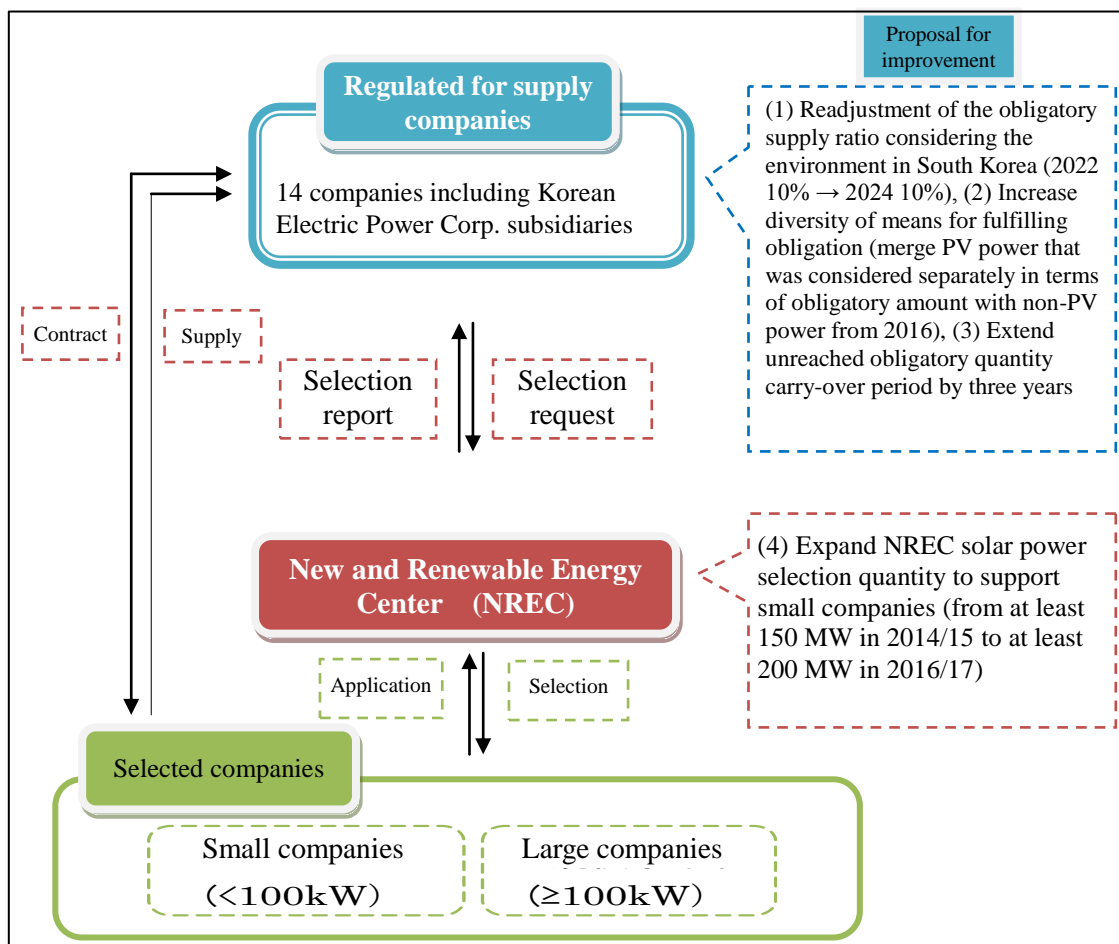 Proposal for
improvement
Regulated for supply
companies
14 companies including Korean
Electric Power Corp. subsidiaries
(1) Readjustment of the obligatory
supply ratio considering the
environment in South Korea (2022
10% → 2024 10%), (2) Increase
diversity of means for fulfilling
obligation (merge PV power that
was considered separately in terms
of obligatory amount with non-PV
power from 2016), (3) Extend
unreached obligatory quantity
carry-over period by three years
Contract
Supply
Selection
report
Selection
request
New and Renewable Energy
Center (NREC)
(4) Expand NREC solar power
selection quantity to support
small companies (from at least
150 MW in 2014/15 to at least
200 MW in 2016/17)
Application
Selection
Selected companies
Small companies
(<100kW)
Large companies
(≥100kW)